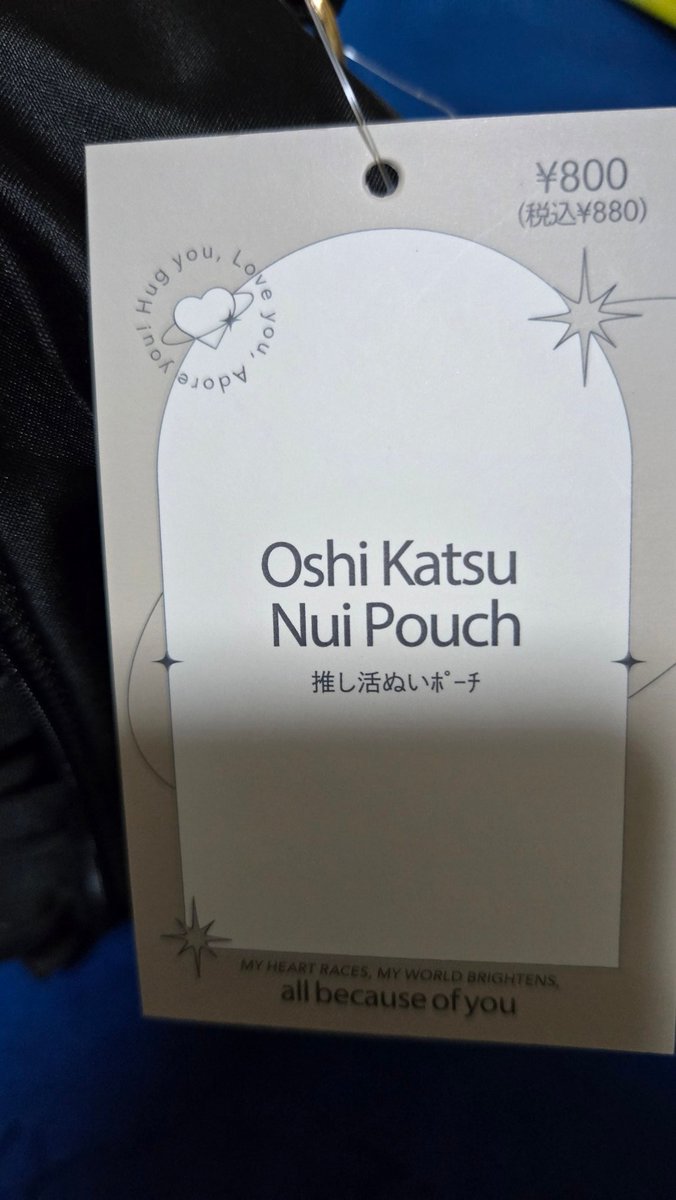 ¥800
(税込¥880)
Hug you, Love you, Adore you!
Oshi Katsu
Nui Pouch
推し活ぬいﾎﾟｰﾁ
MY HEART RACES, MY WORLD BRIGHTENS,
all because of you